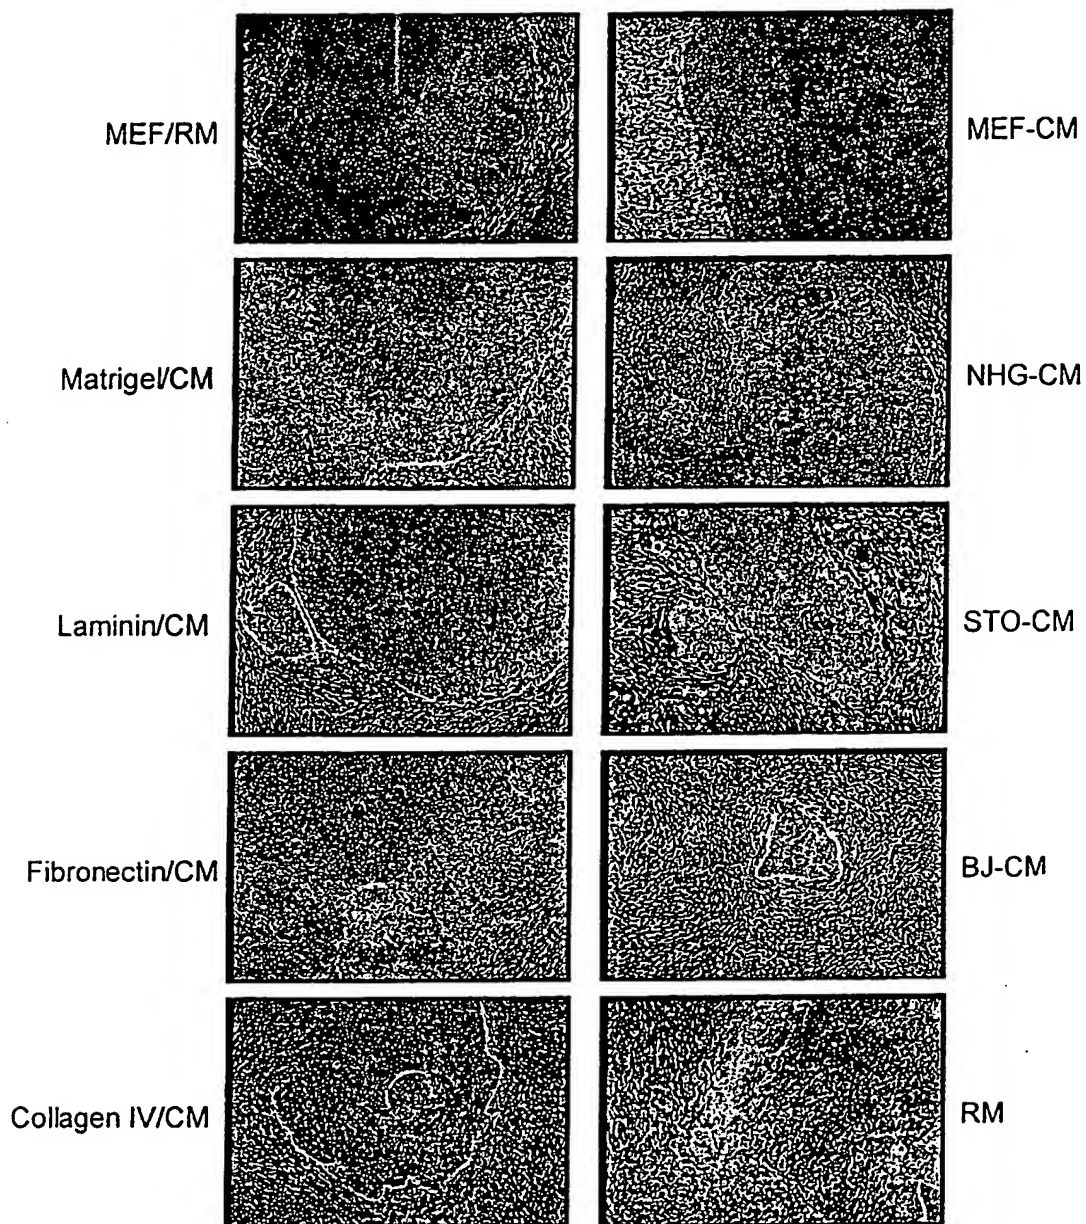 MEF/RM
MEF-CM
Matrigel/CM
NHG-CM
Laminin/CM
STO-CM
Fibronectin/CM
BJ-CM
Collagen IV/CM
RM